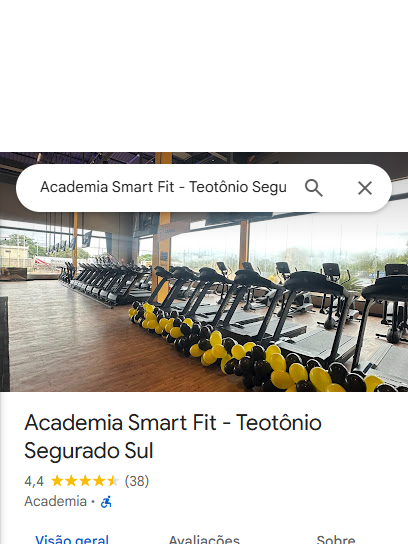 Academia Smart Fit - Teotônio Segu
Academia Smart Fit - Teotônio
Segurado Sul
4,4 (38)
Academia ·
Visão geral Avaliações Sobre